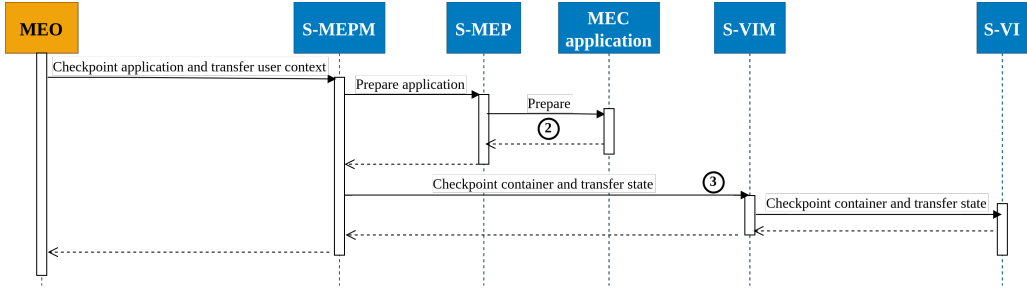 MEO
S-MEPM
S-MEP
MEC
application
S-VIM
S-VI
Checkpoint application and transfer user context
Prepare application
Prepare
2
Checkpoint container and transfer state
3
Checkpoint container and transfer state